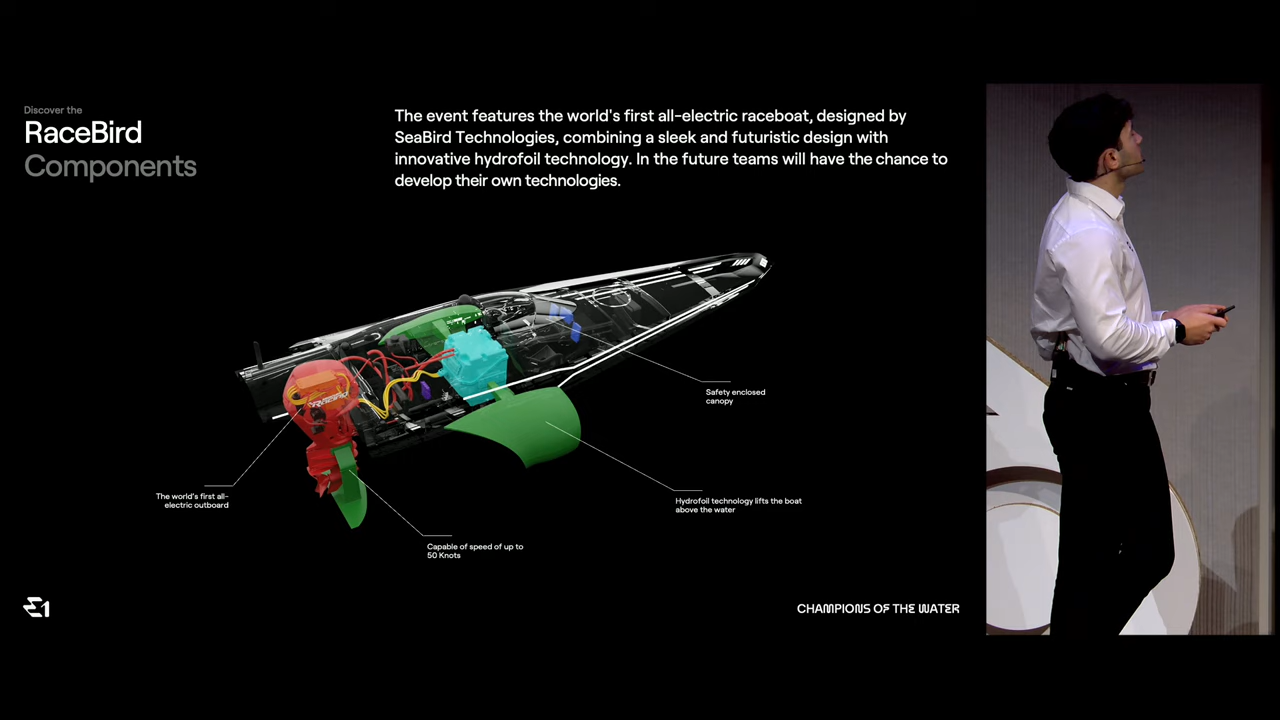 Discover the
RaceBird
Components
The event features the world's first all-electric raceboat, designed by
SeaBird Technologies, combining a sleek and futuristic design with
innovative hydrofoil technology. In the future teams will have the chance to
develop their own technologies.
Safety enclosed
canopy
The world's first all-
electric outboard
Hydrofoil technology lifts the boat
above the water
Capable of speed of up to
50 Knots
E1
CHAMPIONS OF THE WATER